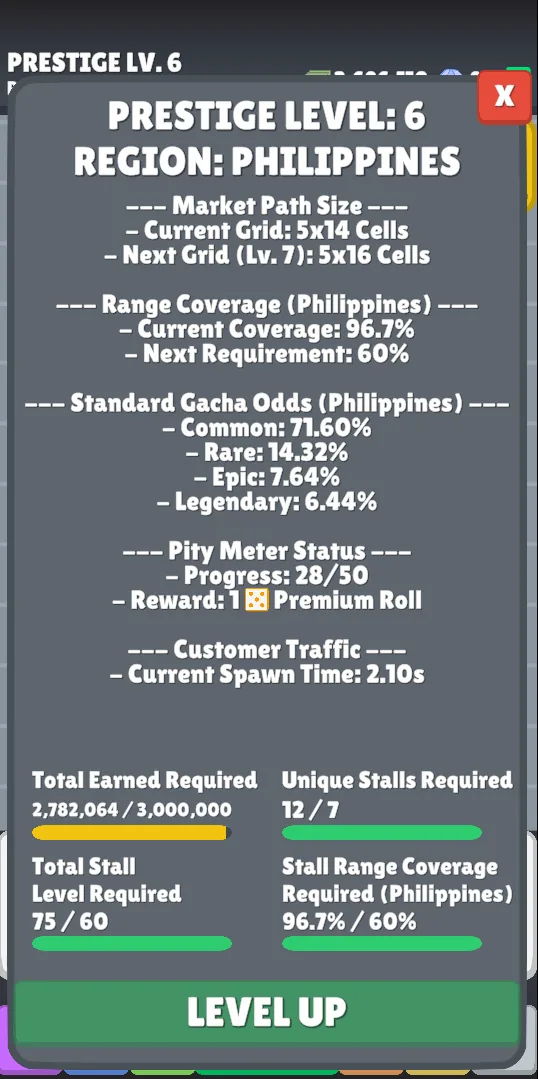 PRESTIGE LV. 6
X
PRESTIGE LEVEL: 6
REGION: PHILIPPINES
--- Market Path Size ---
- Current Grid: 5x14 Cells
- Next Grid (Lv. 7): 5x16 Cells
--- Range Coverage (Philippines) ---
- Current Coverage: 96.7%
- Next Requirement: 60%
--- Standard Gacha Odds (Philippines) ---
- Common: 71.60%
- Rare: 14.32%
- Epic: 7.64%
- Legendary: 6.44%
--- Pity Meter Status ---
- Progress: 28/50
- Reward: 1 Premium Roll
--- Customer Traffic ---
- Current Spawn Time: 2.10s
Total Earned Required
2,782,064 / 3,000,000
Unique Stalls Required
12 / 7
Total Stall
Level Required
75 / 60
Stall Range Coverage
Required (Philippines)
96.7% / 60%
LEVEL UP